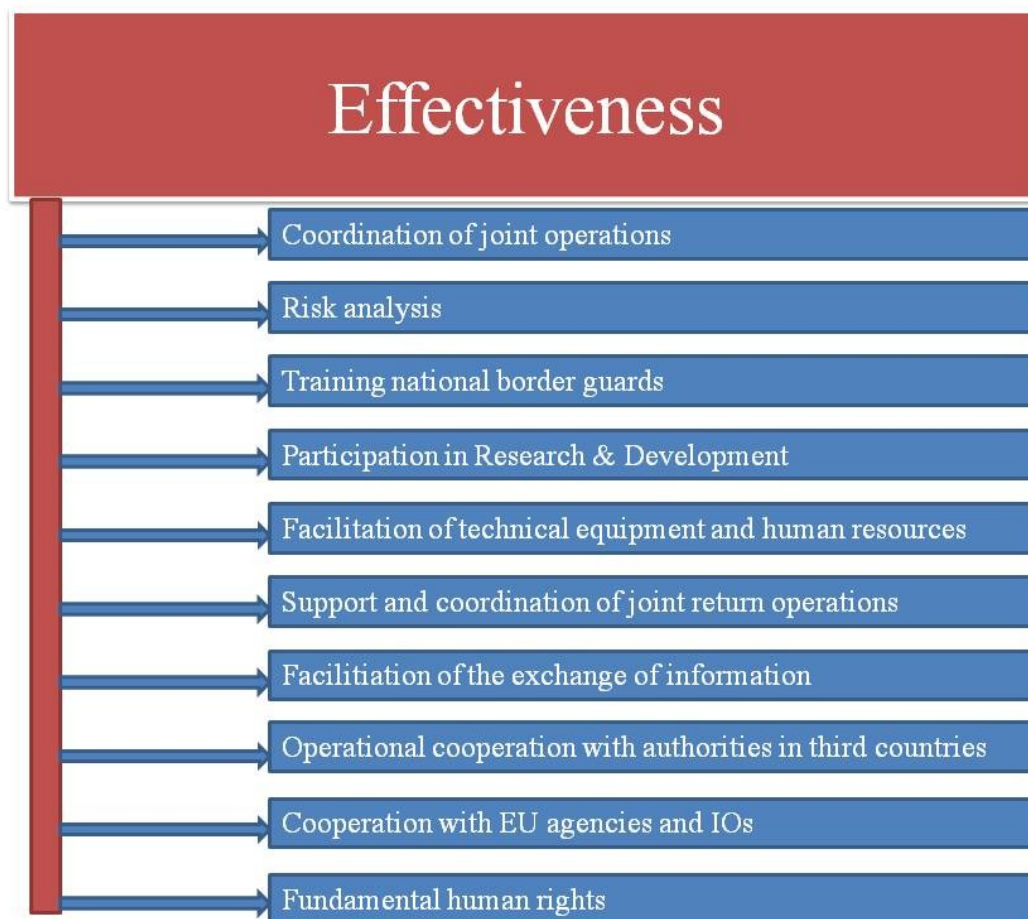 Effectiveness
Coordination of joint operations
Risk analysis
Training national border guards
Participation in Research & Development
Facilitation of technical equipment and human resources
Support and coordination of joint return operations
Facilitiation of the exchange of information
Operational cooperation with authorities in third countries
Cooperation with EU agencies and IOs
Fundamental human rights